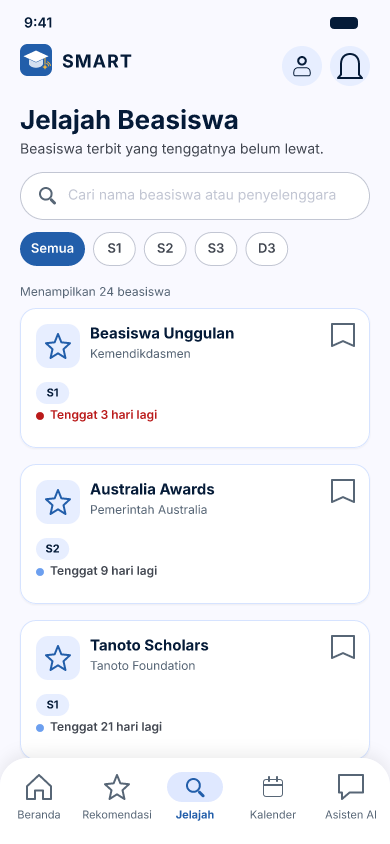 9:41
SMART
Jelajah Beasiswa
Beasiswa terbit yang tenggatnya belum lewat.
Cari nama beasiswa atau penyelenggara
Semua S1 S2 S3 D3
Menampilkan 24 beasiswa
Beasiswa Unggulan
Kemendikdasmen
S1
Tenggat 3 hari lagi
Australia Awards
Pemerintah Australia
S2
Tenggat 9 hari lagi
Tanoto Scholars
Tanoto Foundation
S1
Tenggat 21 hari lagi
Beranda Rekomendasi Jelajah Kalender Asisten AI